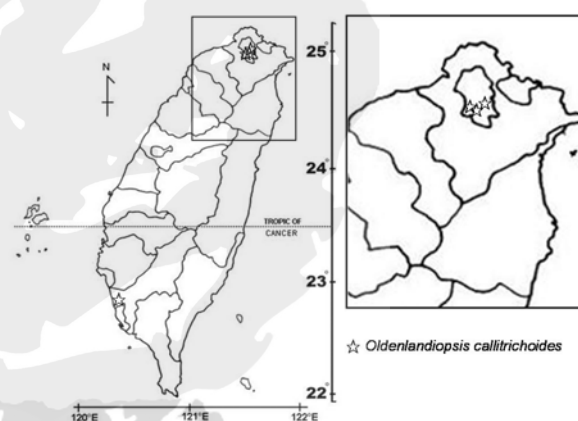 N
25°
24°
TROPIC OF
CANCER
23°
22°
120°E
121°E
122°E
☆ Oldenlandiopsis callitrichoides